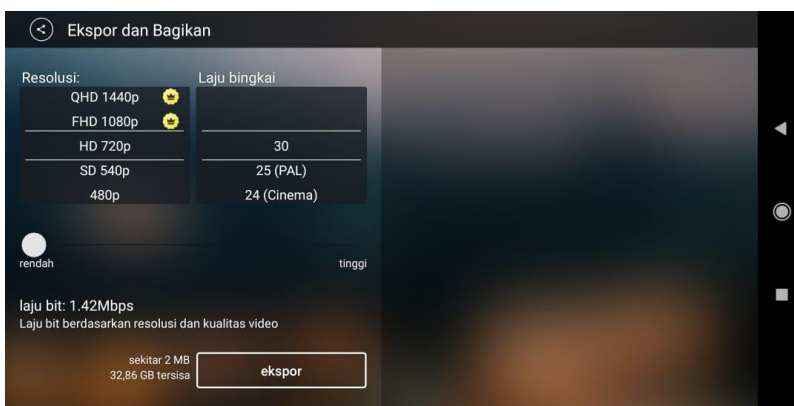 Ekspor dan Bagikan
Resolusi:
QHD 1440p
FHD 1080p
HD 720p
SD 540p
480p
Laju bingkai
30
25 (PAL)
24 (Cinema)
rendah
tinggi
laju bit: 1.42Mbps
Laju bit berdasarkan resolusi dan kualitas video
sekitar 2 MB
32,86 GB tersisa
ekspor